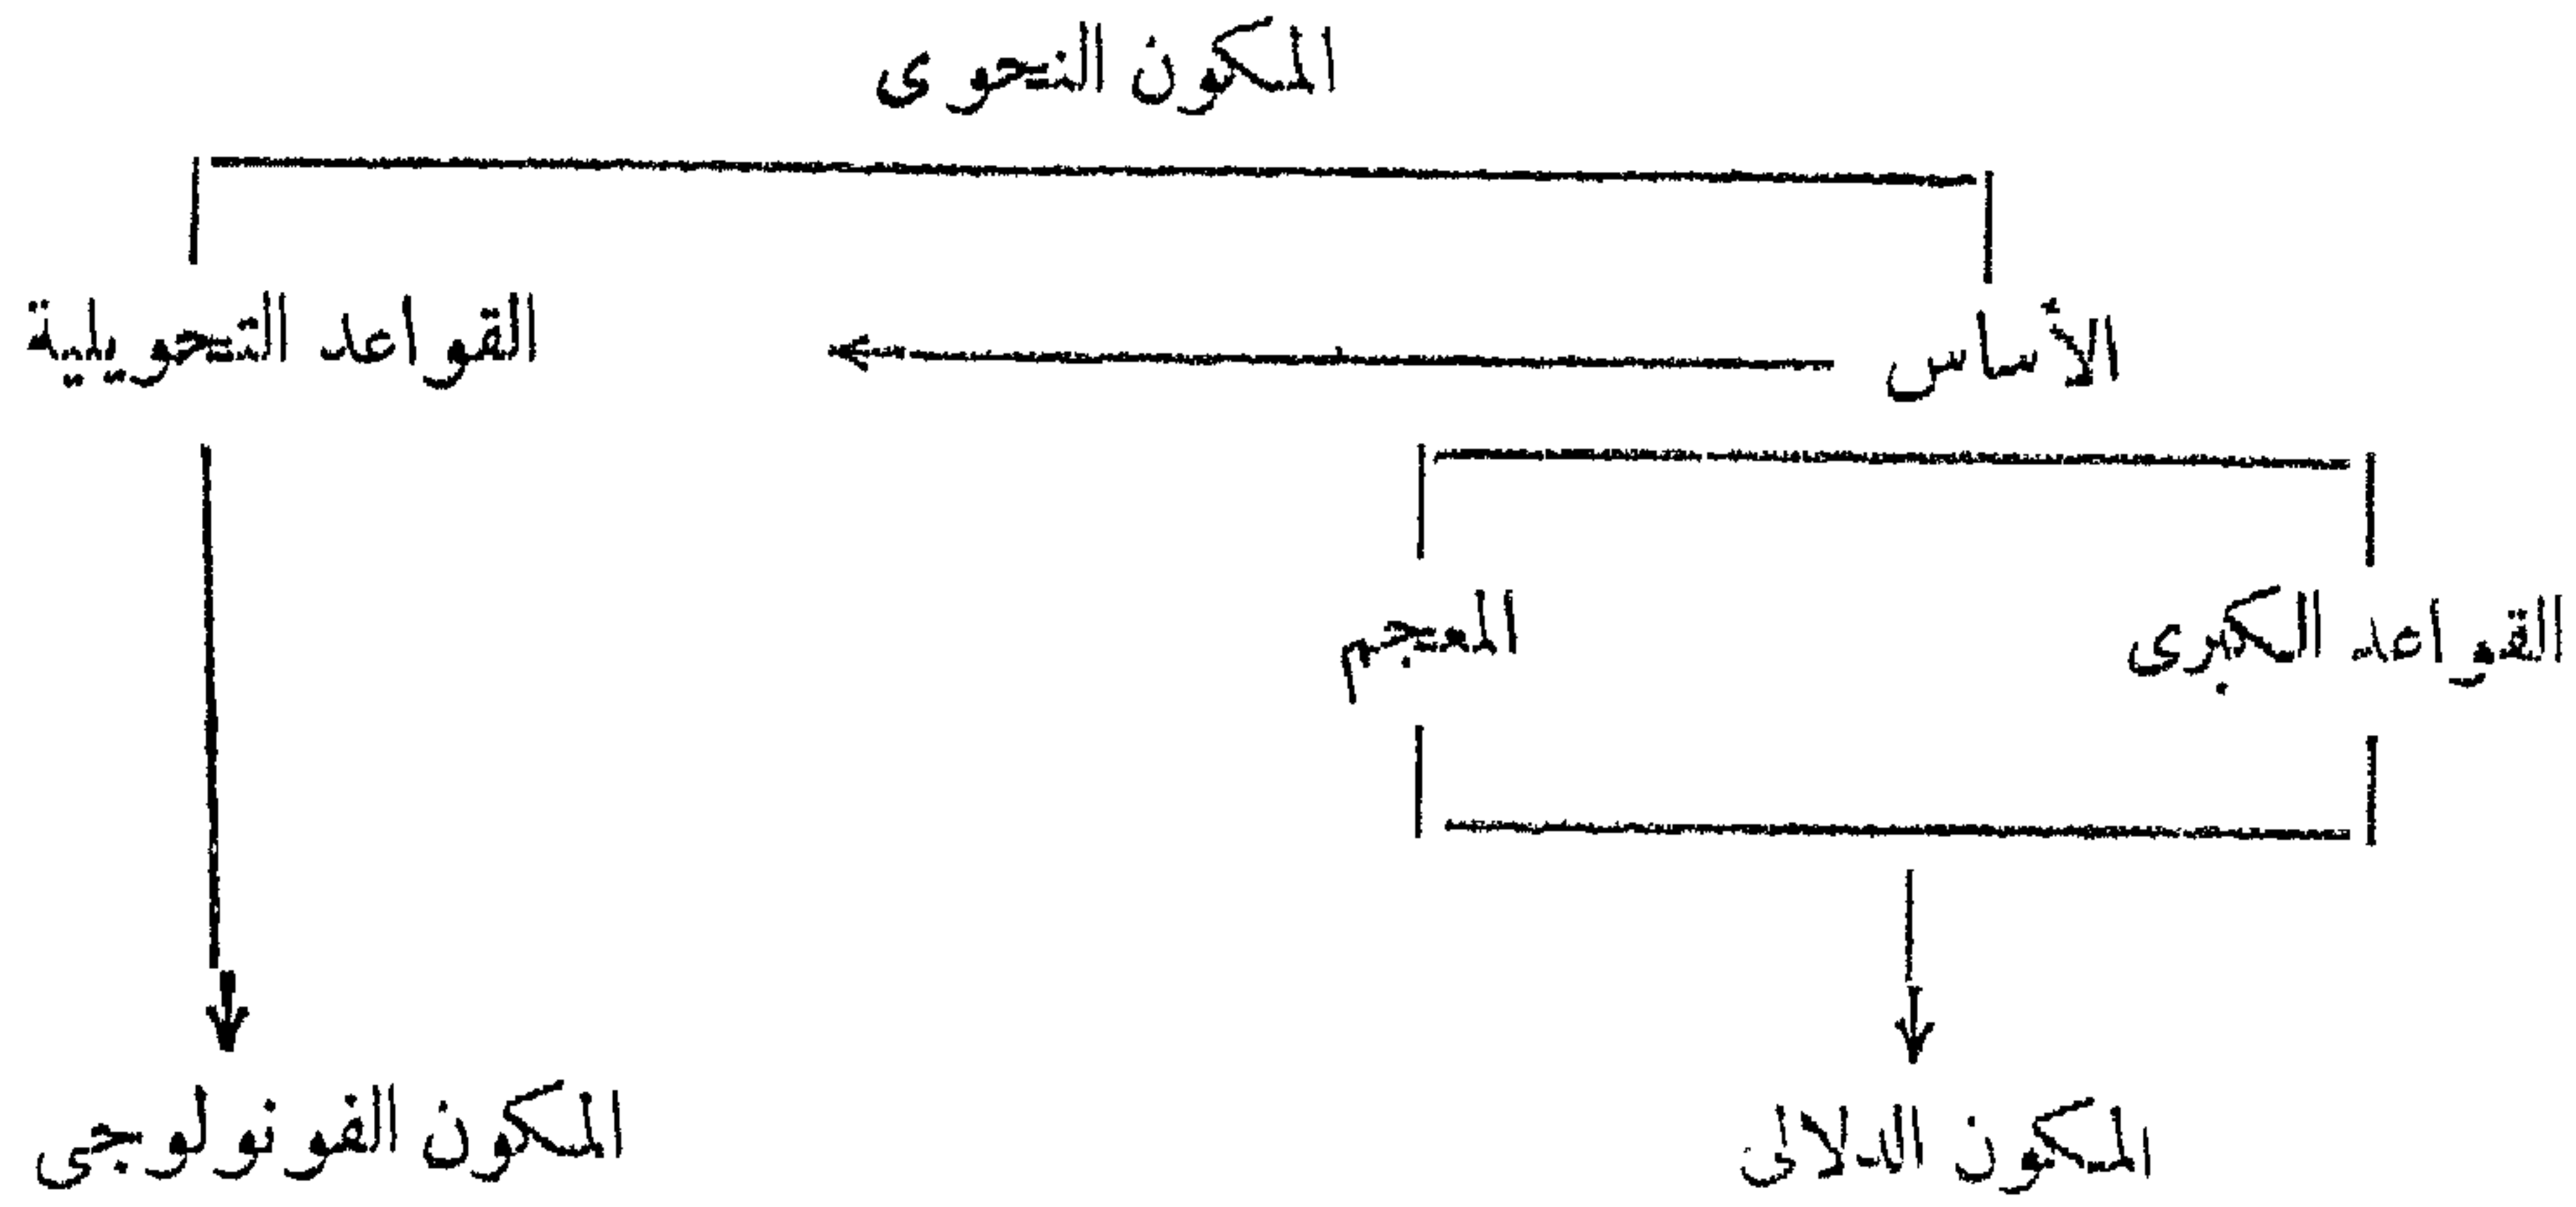 المكون النحوى
الأساس
القواعد التحويلية
القواعد الكبرى
المعجم
المكون الدلالى
المكون الفونولوجى